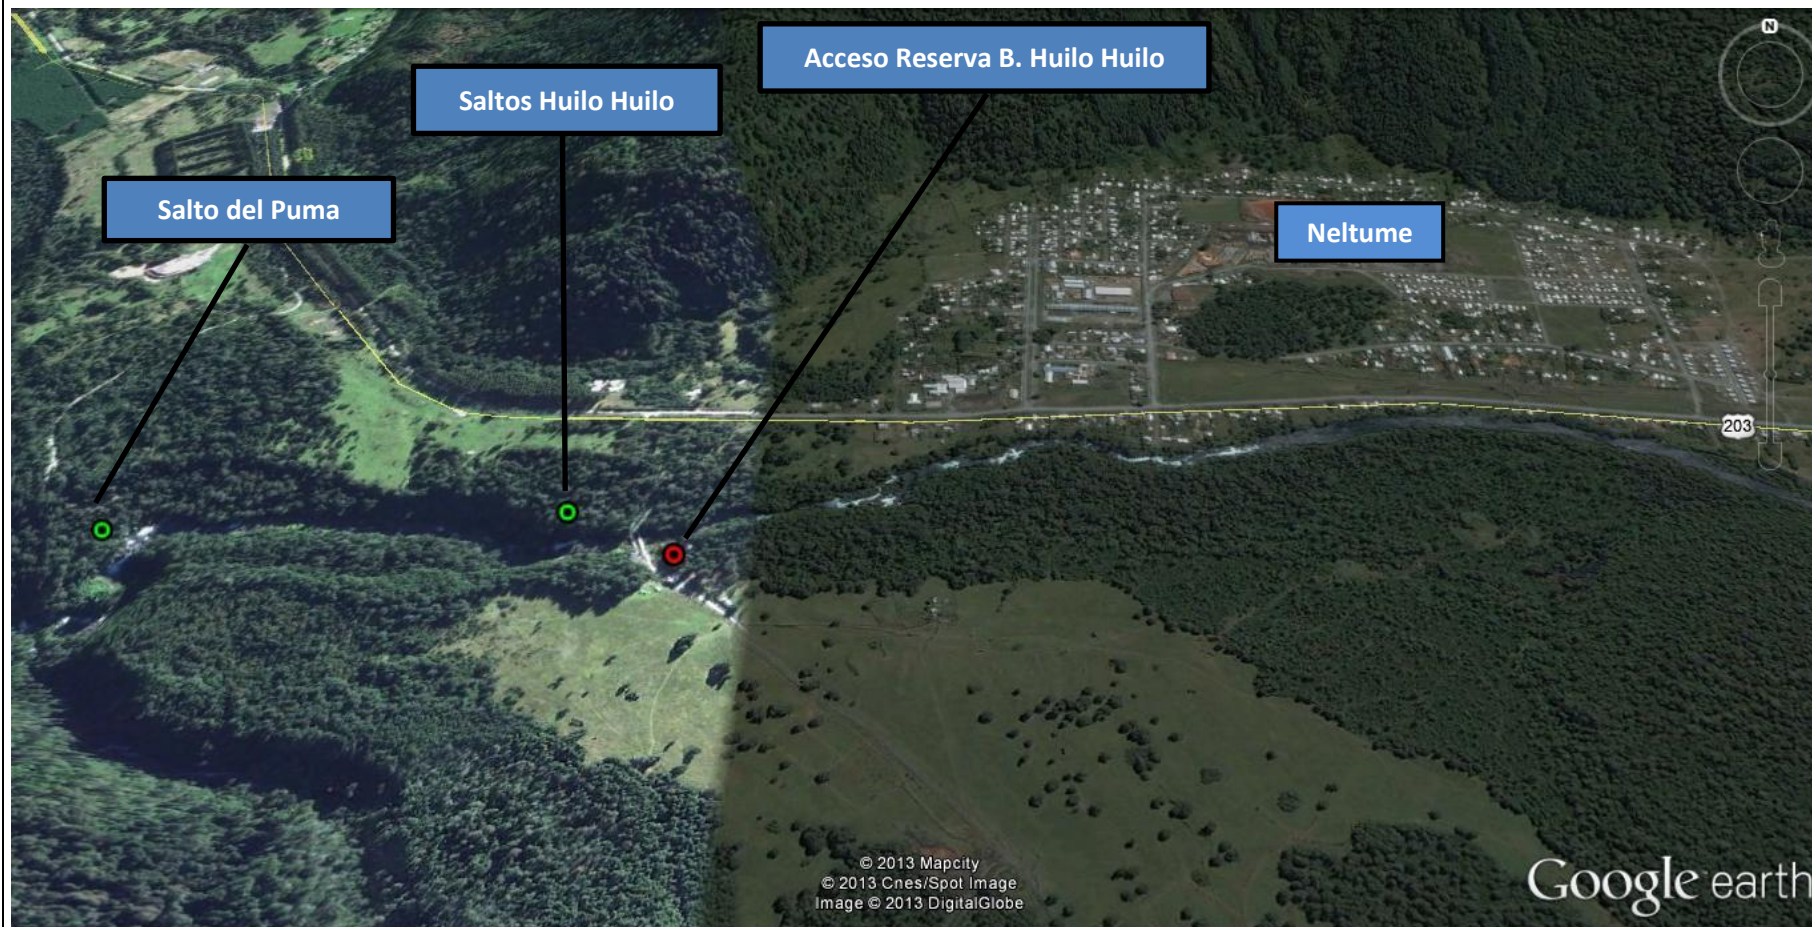 N
Acceso Reserva B. Huilo Huilo
Saltos Huilo Huilo
Salto del Puma
Neltume
203
© 2013 Mapcity
© 2013 Cnes/Spot Image
Image © 2013 DigitalGlobe
Google earth